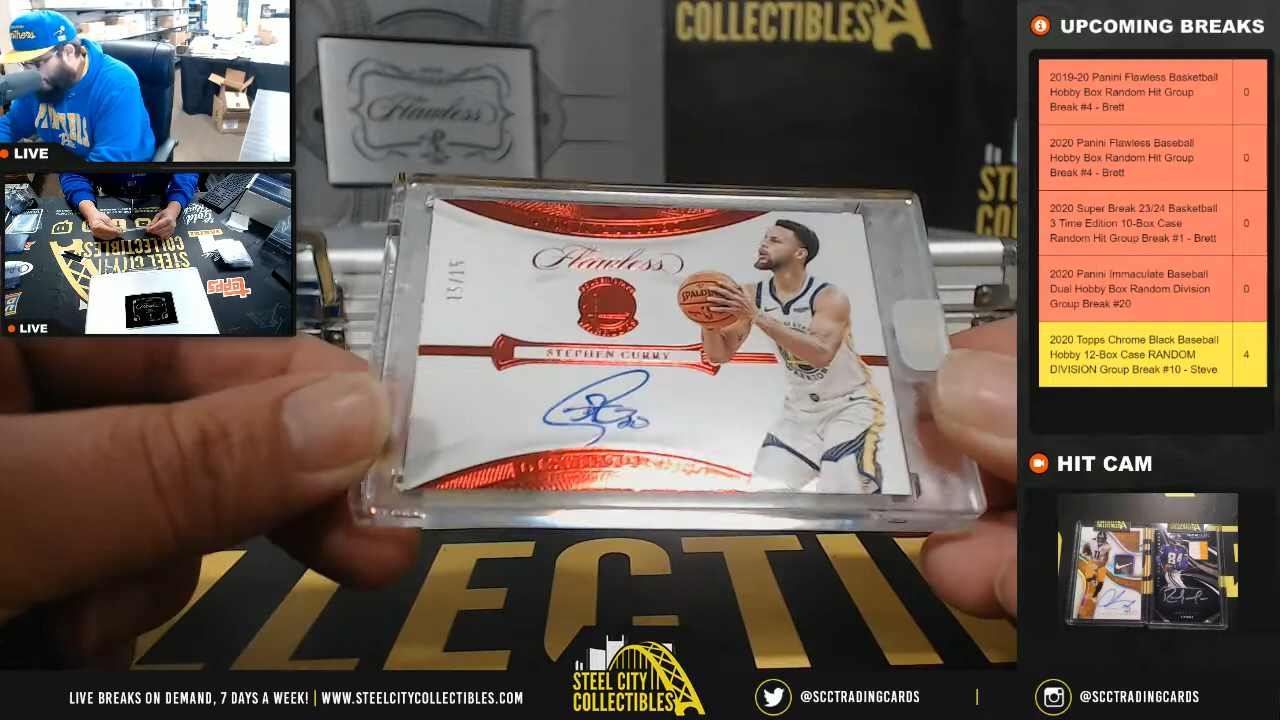 LIVE
LIVE
STEEL CITY
COLLECTIBLES
topps
COLLECTIBLES
Flawless
15/15
Flawless
SPALDING
STEPHEN CURRY
UPCOMING BREAKS
2019-20 Panini Flawless Basketball
Hobby Box Random Hit Group
Break #4 - Brett
0
2020 Panini Flawless Baseball
Hobby Box Random Hit Group
Break #4 - Brett
0
2020 Super Break 23/24 Basketball
3 Time Edition 10-Box Case
Random Hit Group Break #1 - Brett
0
2020 Panini Immaculate Baseball
Dual Hobby Box Random Division
Group Break #20
0
2020 Topps Chrome Black Baseball
Hobby 12-Box Case RANDOM
DIVISION Group Break #10 - Steve
4
HIT CAM
STEEL CITY
COLLECTIBLES
LIVE BREAKS ON DEMAND, 7 DAYS A WEEK! | WWW.STEELCITYCOLLECTIBLES.COM
@SCCTRADINGCARDS | @SCCTRADINGCARDS